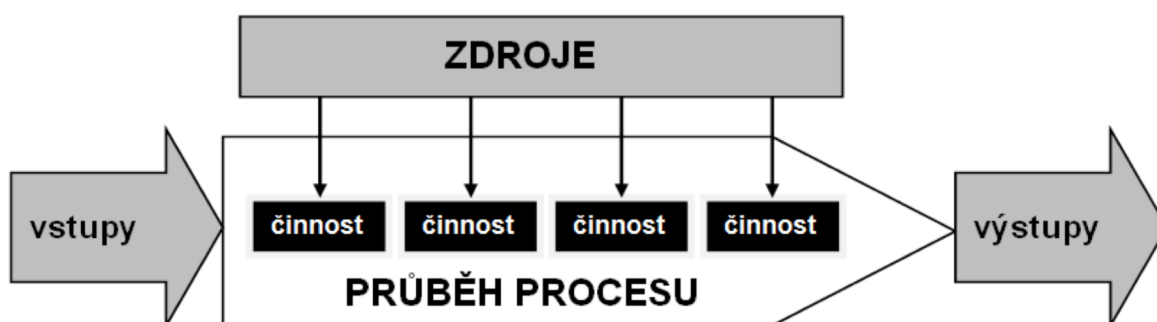 ZDROJE
vstupy
činnost činnost činnost činnost
výstupy
PRŮBĚH PROCESU